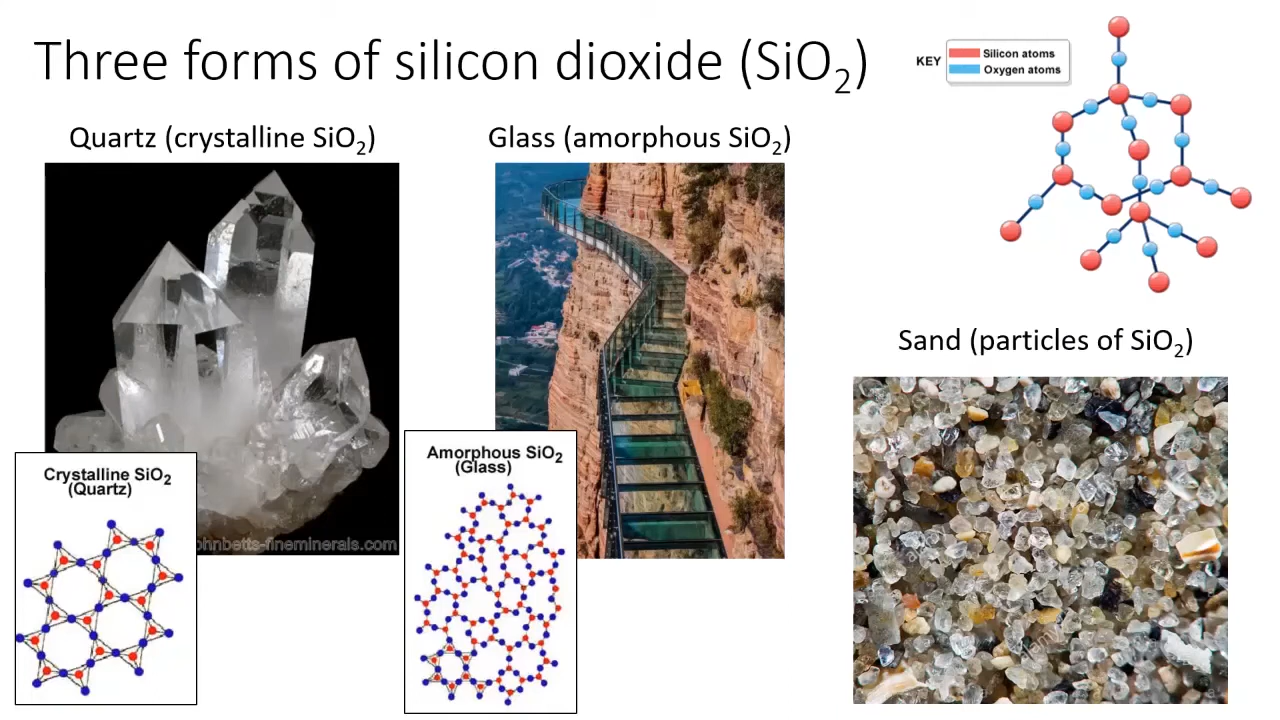 Three forms of silicon dioxide (SiO₂)
KEY
Silicon atoms
Oxygen atoms
Quartz (crystalline SiO₂)
Glass (amorphous SiO₂)
Sand (particles of SiO₂)
Crystalline SiO₂
(Quartz)
Amorphous SiO₂
(Glass)
ohnbetts-fineminerals.com